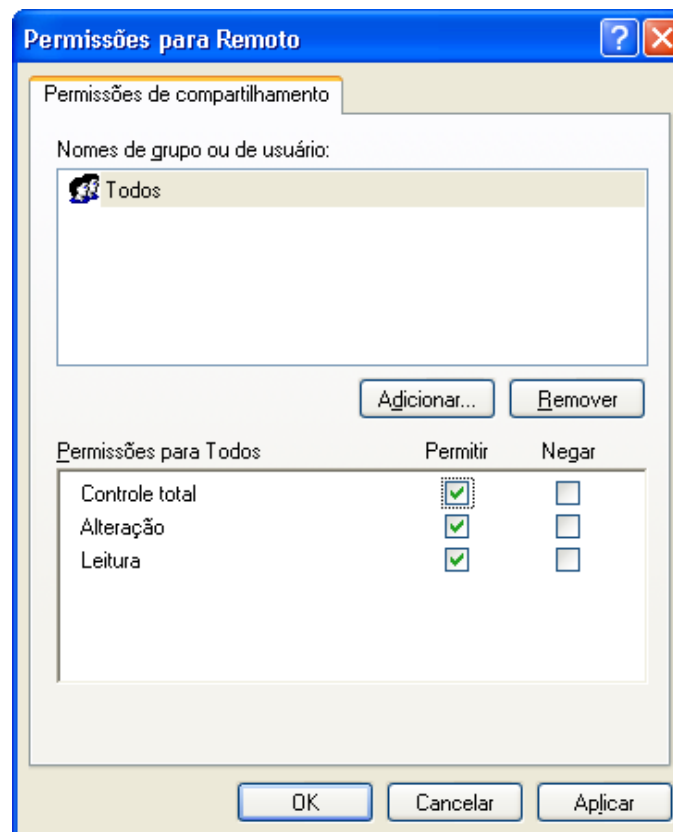 Permissões para Remoto
Permissões de compartilhamento
Nomes de grupo ou de usuário:
Todos
Adicionar... Remover
Permissões para Todos Permitir Negar
Controle total
Alteração
Leitura
OK Cancelar Aplicar